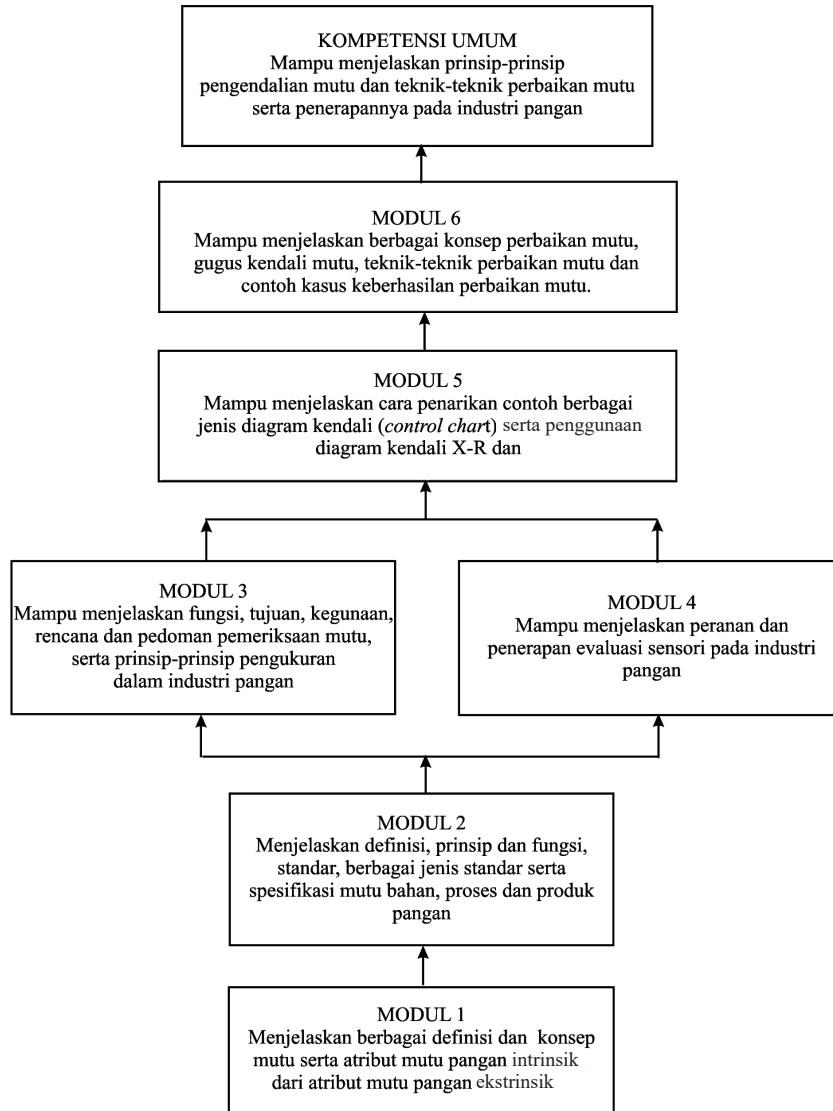 KOMPETENSI UMUM
Mampu menjelaskan prinsip-prinsip
pengendalian mutu dan teknik-teknik perbaikan mutu
serta penerapannya pada industri pangan
MODUL 6
Mampu menjelaskan berbagai konsep perbaikan mutu,
gugus kendali mutu, teknik-teknik perbaikan mutu dan
contoh kasus keberhasilan perbaikan mutu.
MODUL 5
Mampu menjelaskan cara penarikan contoh berbagai
jenis diagram kendali (control chart) serta penggunaan
diagram kendali X-R dan
MODUL 3
Mampu menjelaskan fungsi, tujuan, kegunaan,
rencana dan pedoman pemeriksaan mutu,
serta prinsip-prinsip pengukuran
dalam industri pangan
MODUL 4
Mampu menjelaskan peranan dan
penerapan evaluasi sensori pada industri
pangan
MODUL 2
Menjelaskan definisi, prinsip dan fungsi,
standar, berbagai jenis standar serta
spesifikasi mutu bahan, proses dan produk
pangan
MODUL 1
Menjelaskan berbagai definisi dan konsep
mutu serta atribut mutu pangan intrinsik
dari atribut mutu pangan ekstrinsik